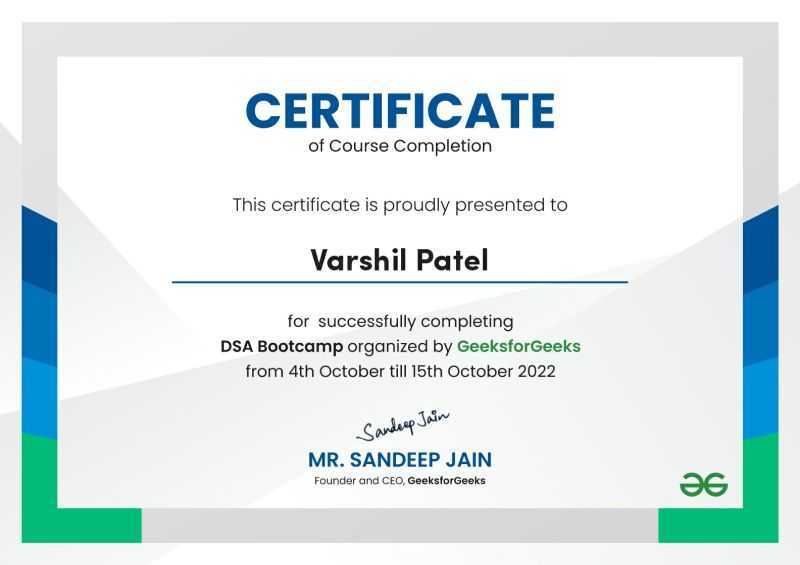 CERTIFICATE
of Course Completion
This certificate is proudly presented to
Varshil Patel
for successfully completing
DSA Bootcamp organized by GeeksforGeeks
from 4th October till 15th October 2022
Sandeep Jain
MR. SANDEEP JAIN
Founder and CEO, GeeksforGeeks